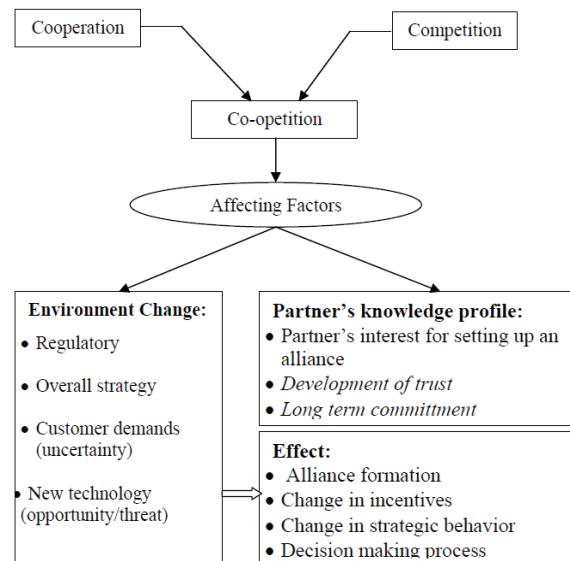 Cooperation
Competition
Co-opetition
Affecting Factors
Environment Change:
• Regulatory
• Overall strategy
• Customer demands
(uncertainty)
• New technology
(opportunity/threat)
Partner's knowledge profile:
• Partner's interest for setting up an
alliance
• Development of trust
• Long term committment
Effect:
• Alliance formation
• Change in incentives
• Change in strategic behavior
• Decision making process